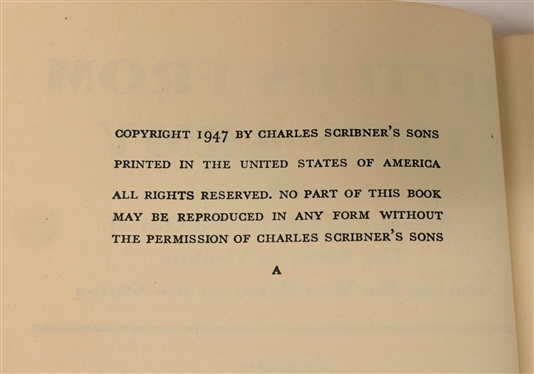 COPYRIGHT 1947 BY CHARLES SCRIBNER'S SONS
PRINTED IN THE UNITED STATES OF AMERICA
ALL RIGHTS RESERVED. NO PART OF THIS BOOK
MAY BE REPRODUCED IN ANY FORM WITHOUT
THE PERMISSION OF CHARLES SCRIBNER'S SONS
A